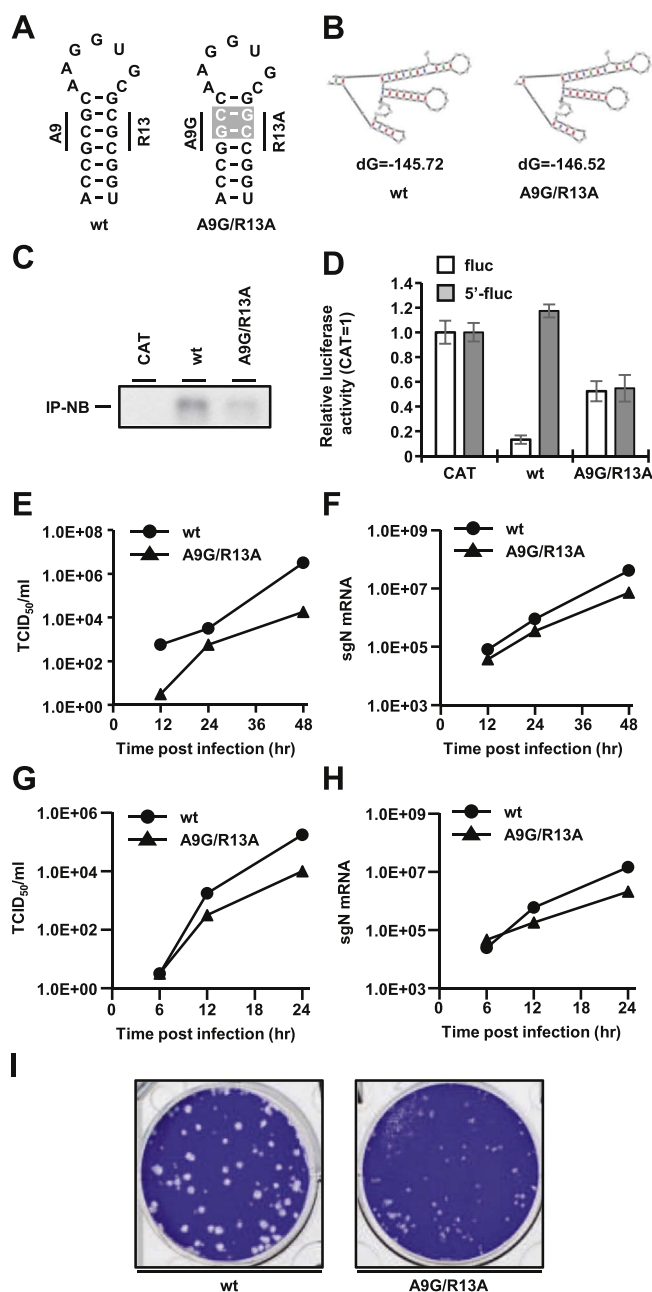 A
G G U
A G
A C
C – G
G – C
C – G
G – C
C – G
C – G
A – U
A9
R13
wt
G G U
A G
A C
C – G
C – G
G – C
G – C
C – G
C – G
A – U
A9G
R13A
A9G/R13A
B
dG=-145.72
wt
dG=-146.52
A9G/R13A
C
CAT
wt
A9G/R13A
IP-NB
D
fluc
5'-fluc
Relative luciferase
activity (CAT=1)
1.4
1.2
1.0
0.8
0.6
0.4
0.2
0
CAT wt A9G/R13A
E
wt
A9G/R13A
TCID50/ml
1.0E+08
1.0E+06
1.0E+04
1.0E+02
1.0E+00
0 12 24 36 48
Time post infection (hr)
F
wt
A9G/R13A
sgN mRNA
1.0E+09
1.0E+07
1.0E+05
1.0E+03
0 12 24 36 48
Time post infection (hr)
G
wt
A9G/R13A
TCID50/ml
1.0E+06
1.0E+04
1.0E+02
1.0E+00
0 6 12 18 24
Time post infection (hr)
H
wt
A9G/R13A
sgN mRNA
1.0E+09
1.0E+07
1.0E+05
1.0E+03
0 6 12 18 24
Time post infection (hr)
I
wt
A9G/R13A